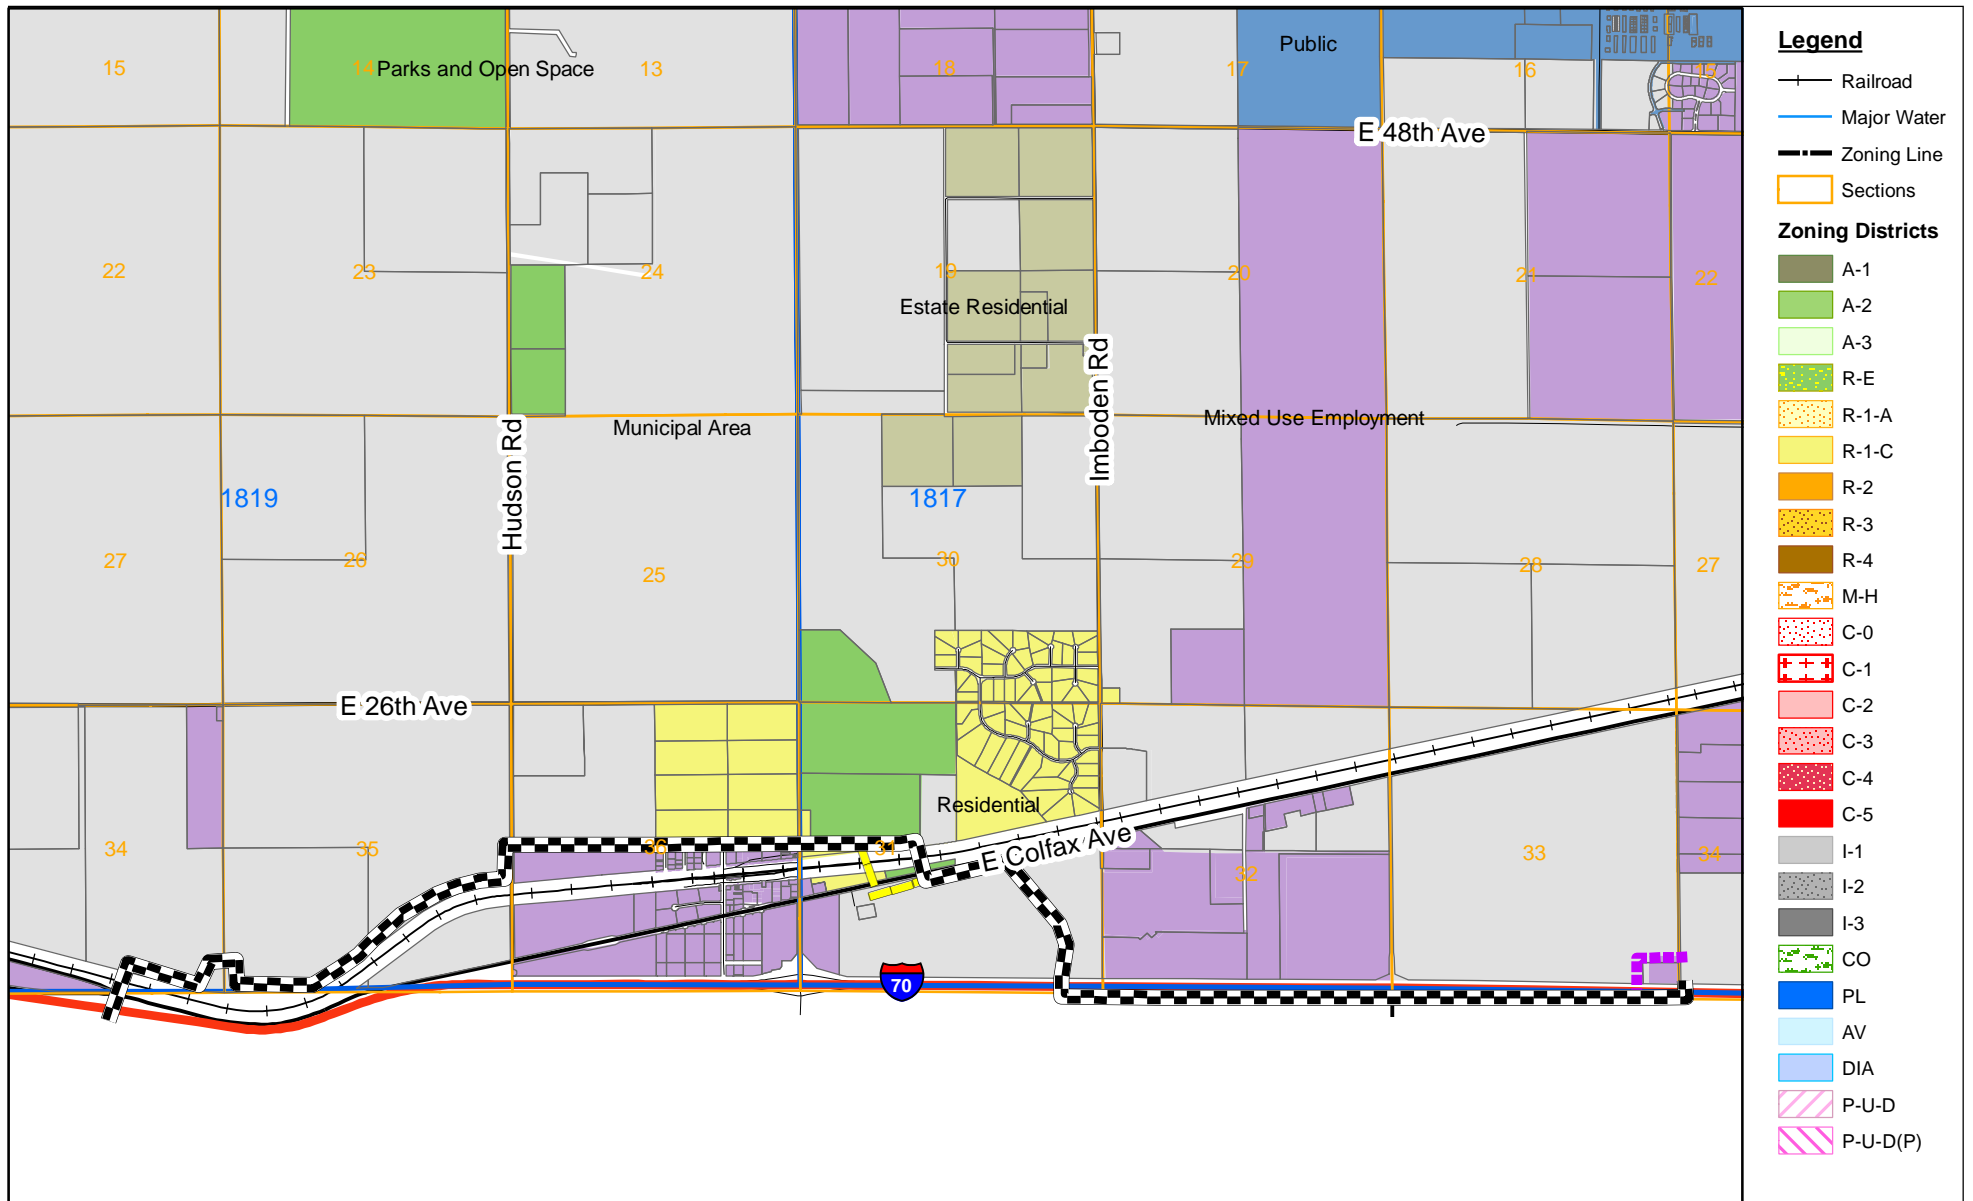 15
14
Parks and Open Space
13
18
Public
17
16
15
E 48th Ave
22
23
24
19
20
21
22
Estate Residential
Imboden Rd
Hudson Rd
Municipal Area
Mixed Use Employment
1819
1817
27
26
25
30
29
28
27
E 26th Ave
Residential
34
35
36
31
E Colfax Ave
32
33
34
70
Legend
Railroad
Major Water
Zoning Line
Sections
Zoning Districts
A-1
A-2
A-3
R-E
R-1-A
R-1-C
R-2
R-3
R-4
M-H
C-0
C-1
C-2
C-3
C-4
C-5
I-1
I-2
I-3
CO
PL
AV
DIA
P-U-D
P-U-D(P)